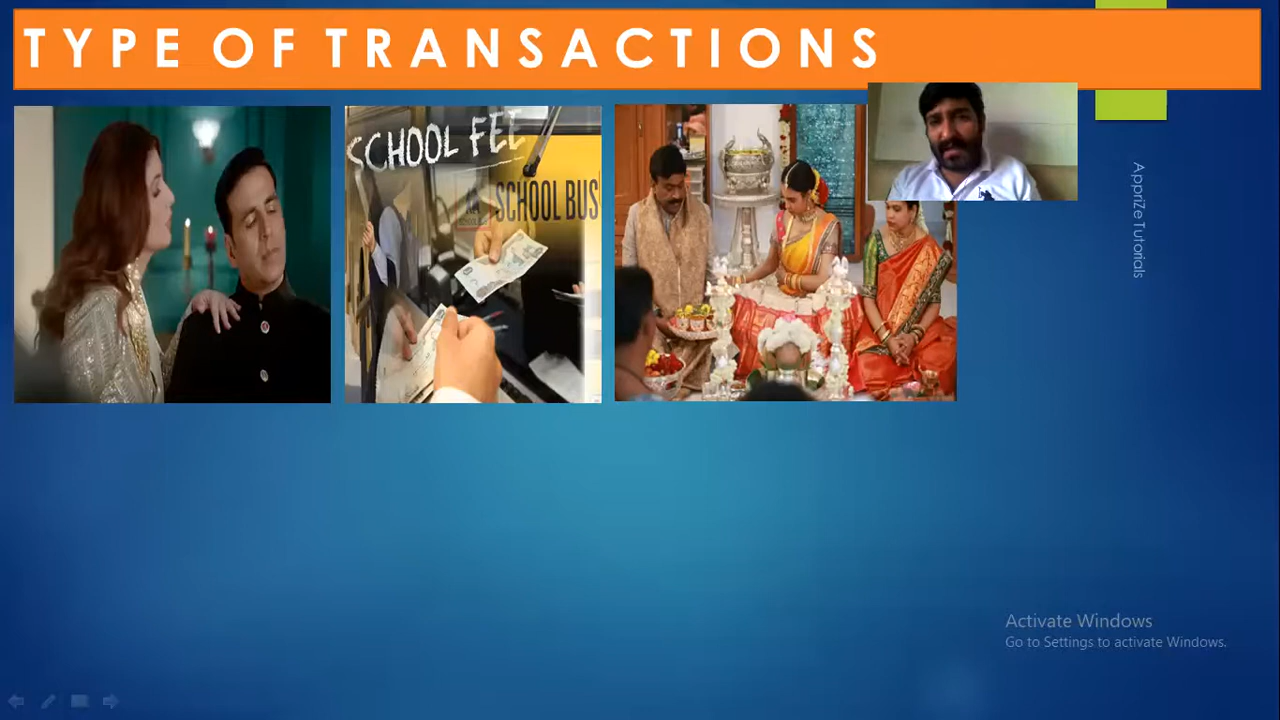 TYPE OF TRANSACTIONS
SCHOOL FEE
SCHOOL BUS
AppriZe Tutorials
Activate Windows
Go to Settings to activate Windows.